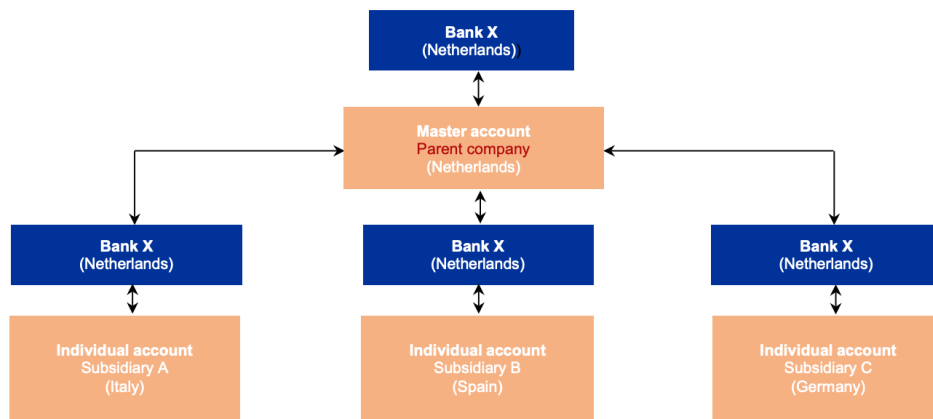 Bank X
(Netherlands))
Master account
Parent company
(Netherlands)
Bank X
(Netherlands)
Bank X
(Netherlands)
Bank X
(Netherlands)
Individual account
Subsidiary A
(Italy)
Individual account
Subsidiary B
(Spain)
Individual account
Subsidiary C
(Germany)